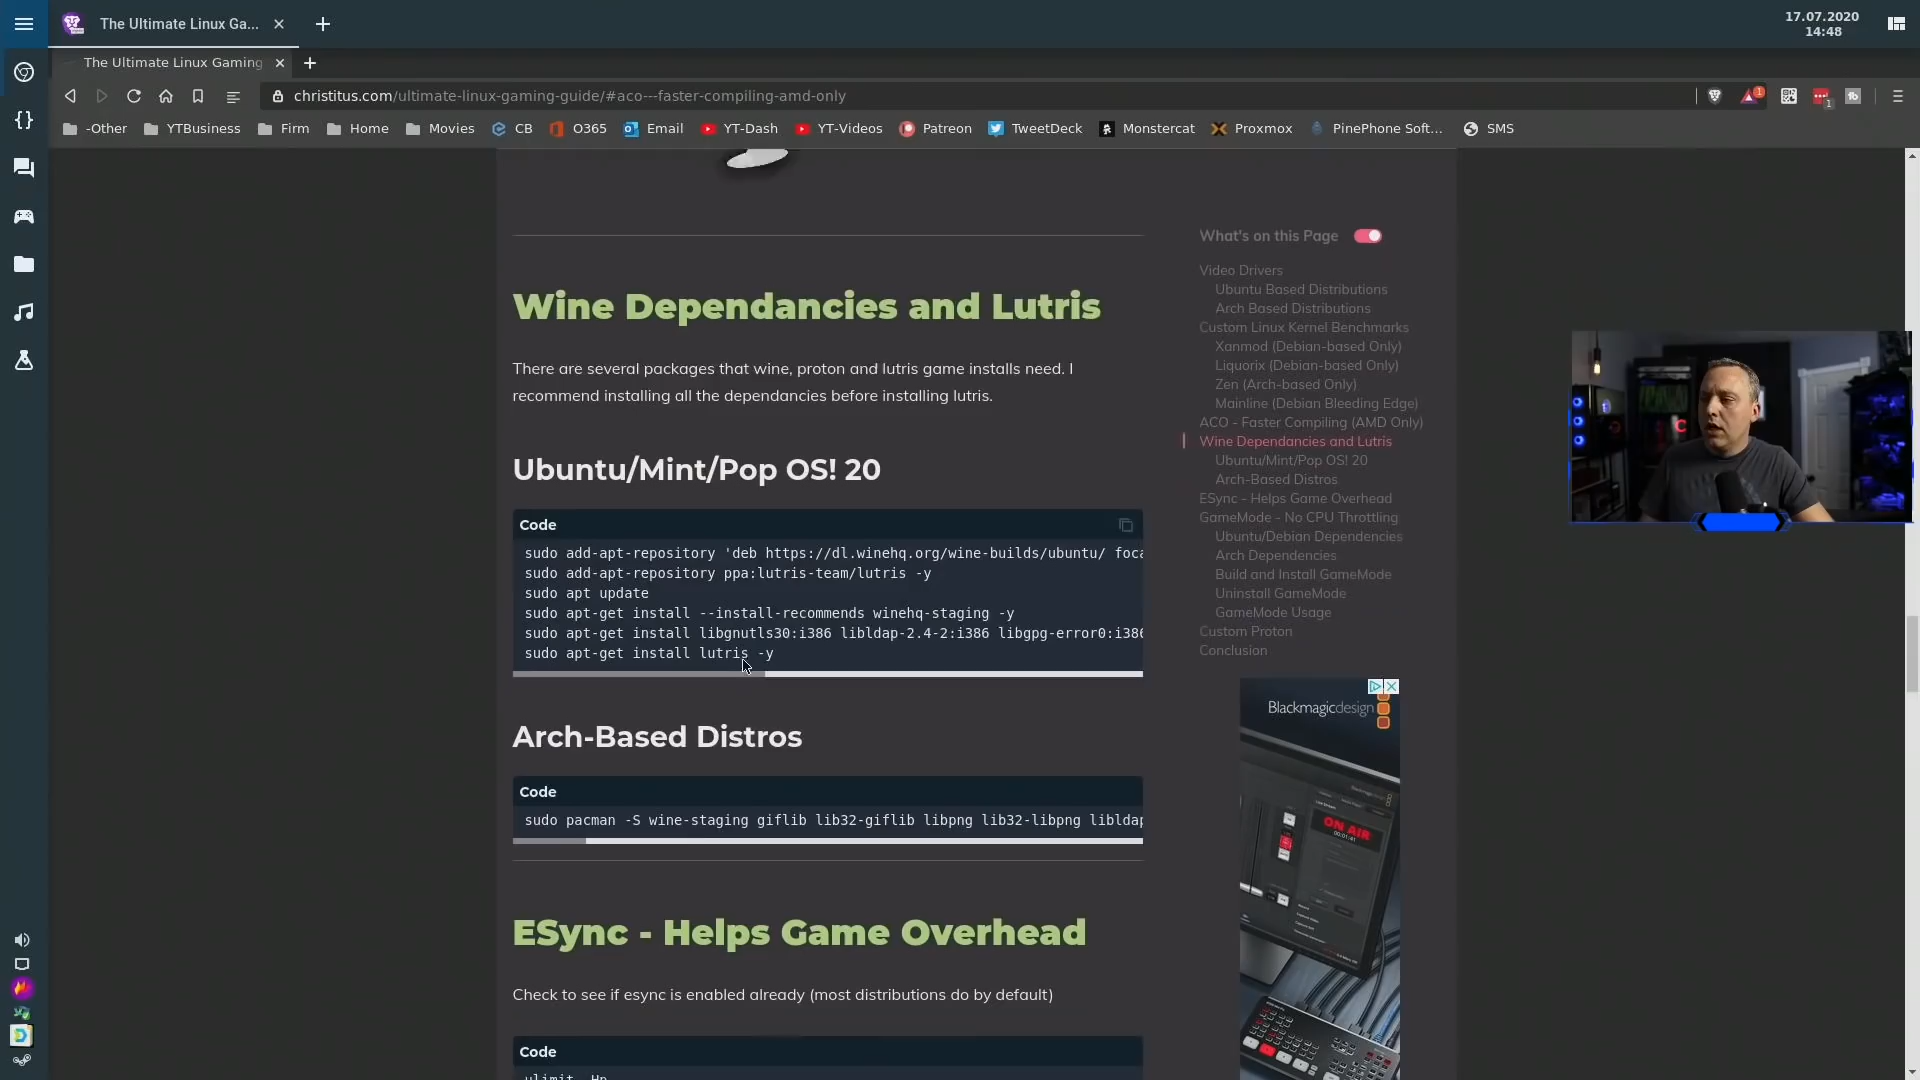 The Ultimate Linux Ga...
17.07.2020
14:48
The Ultimate Linux Gaming
christitus.com/ultimate-linux-gaming-guide/#aco---faster-compiling-amd-only
1
1
-Other
YTBusiness
Firm
Home
Movies
CB
O365
Email
YT-Dash
YT-Videos
Patreon
TweetDeck
Monstercat
Proxmox
PinePhone Soft...
SMS
Wine Dependancies and Lutris
There are several packages that wine, proton and lutris game installs need. I
recommend installing all the dependancies before installing lutris.
Ubuntu/Mint/Pop OS! 20
Code
sudo add-apt-repository 'deb https://dl.winehq.org/wine-builds/ubuntu/ foca
sudo add-apt-repository ppa:lutris-team/lutris -y
sudo apt update
sudo apt-get install --install-recommends winehq-staging -y
sudo apt-get install libgnutls30:i386 libldap-2.4-2:i386 libgpg-error0:i386
sudo apt-get install lutris -y
Arch-Based Distros
Code
sudo pacman -S wine-staging giflib lib32-giflib libpng lib32-libpng libldap
ESync - Helps Game Overhead
Check to see if esync is enabled already (most distributions do by default)
Code
ulimit -Hn
What's on this Page
Video Drivers
Ubuntu Based Distributions
Arch Based Distributions
Custom Linux Kernel Benchmarks
Xanmod (Debian-based Only)
Liquorix (Debian-based Only)
Zen (Arch-based Only)
Mainline (Debian Bleeding Edge)
ACO - Faster Compiling (AMD Only)
Wine Dependancies and Lutris
Ubuntu/Mint/Pop OS! 20
Arch-Based Distros
ESync - Helps Game Overhead
GameMode - No CPU Throttling
Ubuntu/Debian Dependencies
Arch Dependencies
Build and Install GameMode
Uninstall GameMode
GameMode Usage
Custom Proton
Conclusion
Blackmagicdesign
ON AIR